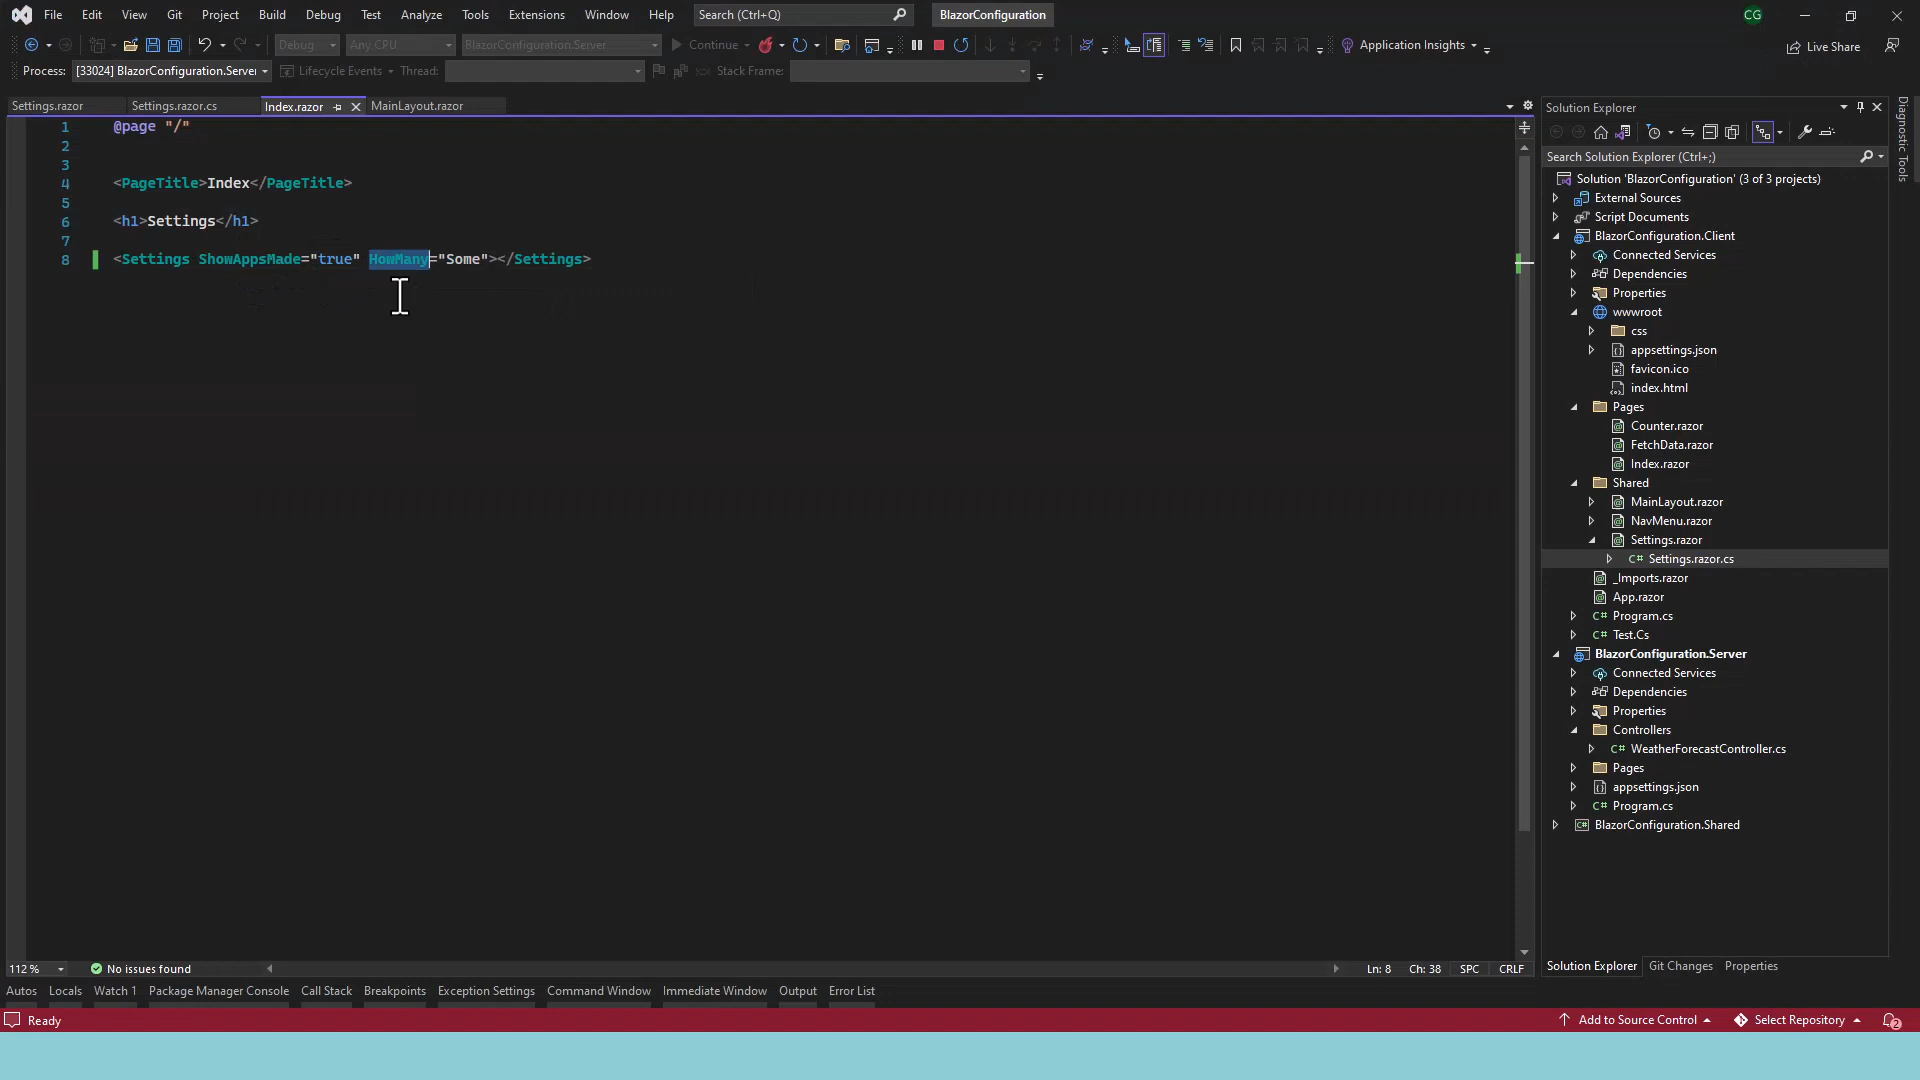 File Edit View Git Project Build Debug Test Analyze Tools Extensions Window Help Search (Ctrl+Q) BlazorConfiguration CG
Debug Any CPU BlazorConfiguration.Server Continue Application Insights Live Share
Process: [33024] BlazorConfiguration.Server Lifecycle Events Thread: Stack Frame:
Settings.razor Settings.razor.cs Index.razor MainLayout.razor
1 @page "/"
2
3
4 <PageTitle>Index</PageTitle>
5
6 <h1>Settings</h1>
7
8 <Settings ShowAppsMade="true" HowMany="Some"></Settings>
112 % No issues found Ln: 8 Ch: 38 SPC CRLF
Solution Explorer
Search Solution Explorer (Ctrl+;)
Solution 'BlazorConfiguration' (3 of 3 projects)
External Sources
Script Documents
BlazorConfiguration.Client
Connected Services
Dependencies
Properties
wwwroot
css
appsettings.json
favicon.ico
index.html
Pages
Counter.razor
FetchData.razor
Index.razor
Shared
MainLayout.razor
NavMenu.razor
Settings.razor
C# Settings.razor.cs
_Imports.razor
App.razor
C# Program.cs
C# Test.Cs
BlazorConfiguration.Server
Connected Services
Dependencies
Properties
Controllers
C# WeatherForecastController.cs
Pages
appsettings.json
C# Program.cs
C# BlazorConfiguration.Shared
Solution Explorer Git Changes Properties
Diagnostic Tools
Autos Locals Watch 1 Package Manager Console Call Stack Breakpoints Exception Settings Command Window Immediate Window Output Error List
Ready Add to Source Control Select Repository 2